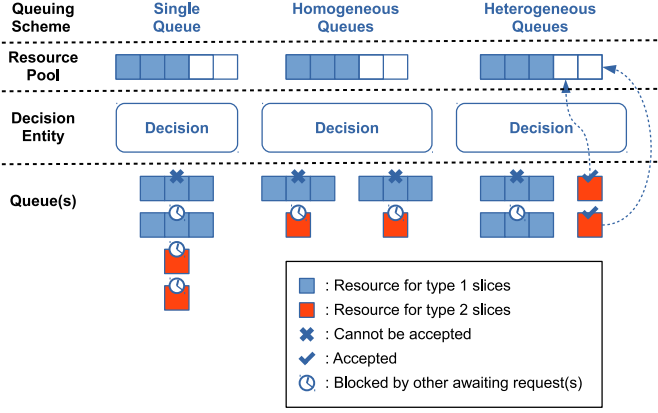 Queuing Scheme
Single Queue
Homogeneous Queues
Heterogeneous Queues
Resource Pool
Decision Entity
Decision
Decision
Decision
Queue(s)
: Resource for type 1 slices
: Resource for type 2 slices
: Cannot be accepted
: Accepted
: Blocked by other awaiting request(s)